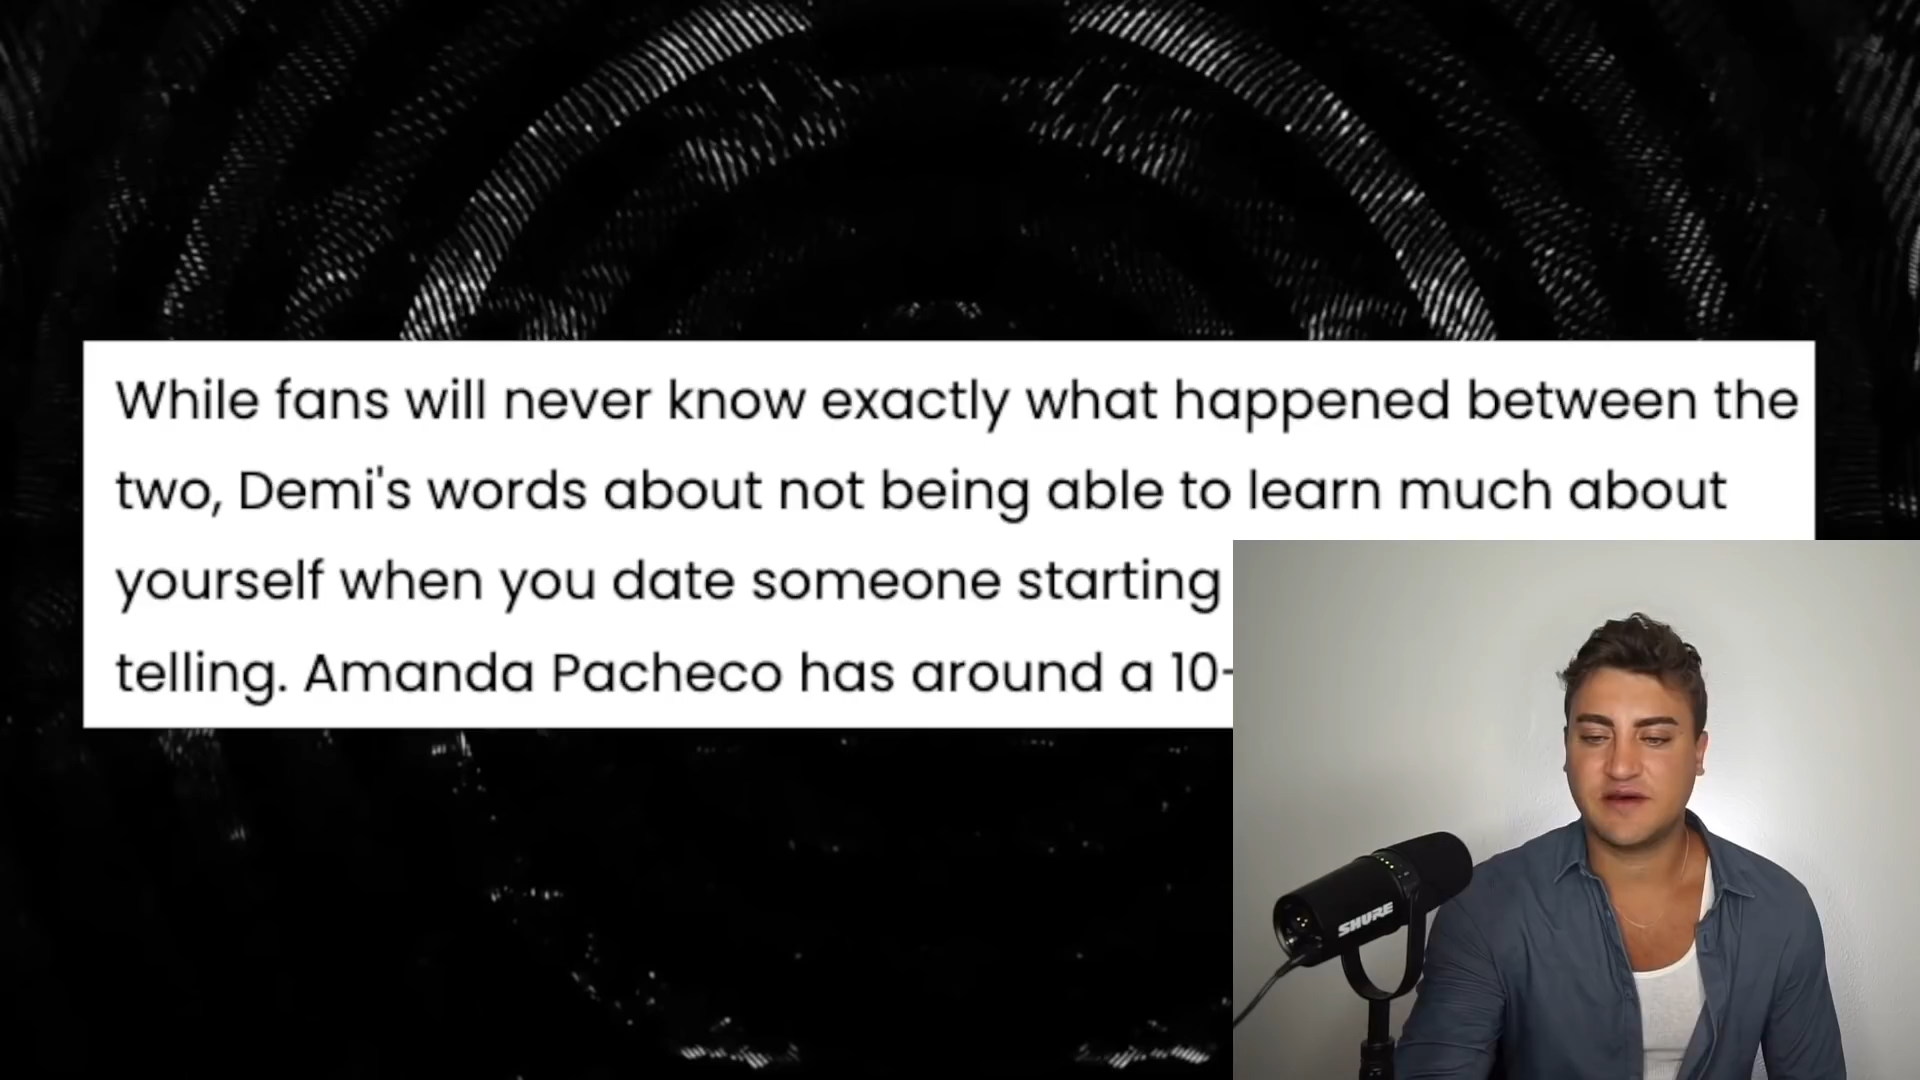 While fans will never know exactly what happened between the
two, Demi's words about not being able to learn much about
yourself when you date someone starting
telling. Amanda Pacheco has around a 10-
SHURE